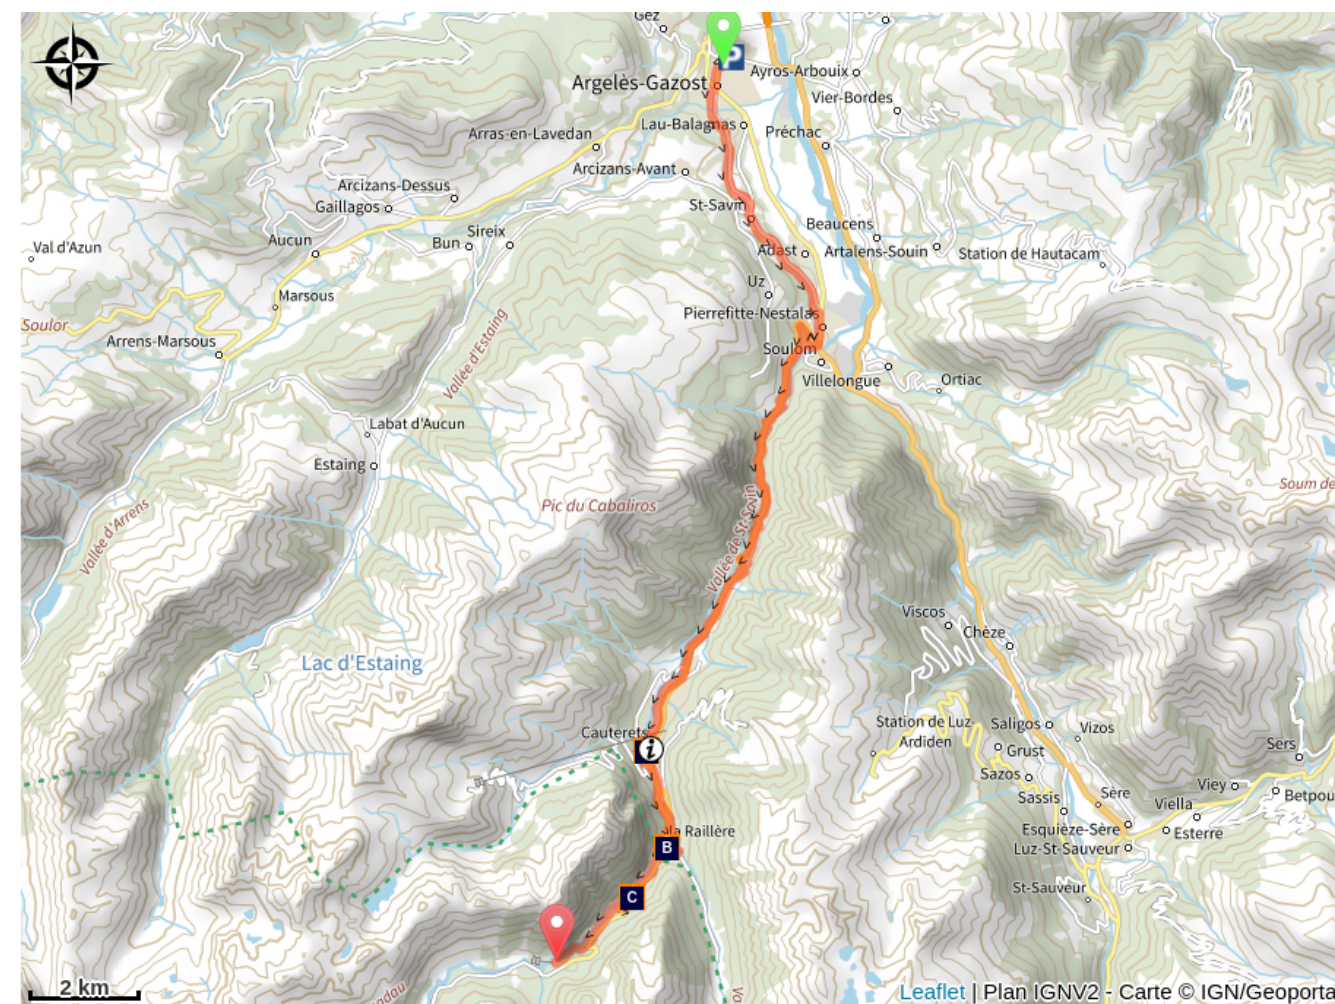 Gez
P
Ayros-Arbouix
Argelès-Gazost
Vier-Bordes
Lau-Balagnas
Préchac
Arras-en-Lavedan
Arcizans-Avant
Arcizans-Dessus
Gaillagos
St-Savin
Beaucens
Sireix
Aucun
Bun
Val d'Azun
Adast
Artalens-Souin
Station de Hautacam
Uz
Marsous
Pierrefitte-Nestalas
Soulor
Arrens-Marsous
Soulom
Vallée d'Estaing
Villelongue
Ortiac
Labat d'Aucun
Estaing
Soum de
Pic du Cabaliros
Vallée d'Arrens
Vallée de St-Savin
Viscos
Chèze
Lac d'Estaing
Station de Luz-
Ardiden
Saligos
Vizos
Cauterets
i
Grust
Sers
Sazos
Viey
Betpou
Sassis
Sère
Viella
la Raillère
Esquièze-Sère
Esterre
B
Luz-St-Sauveur
C
St-Sauveur
2 km
adau
Leaflet | Plan IGNV2 - Carte © IGN/Geoporta